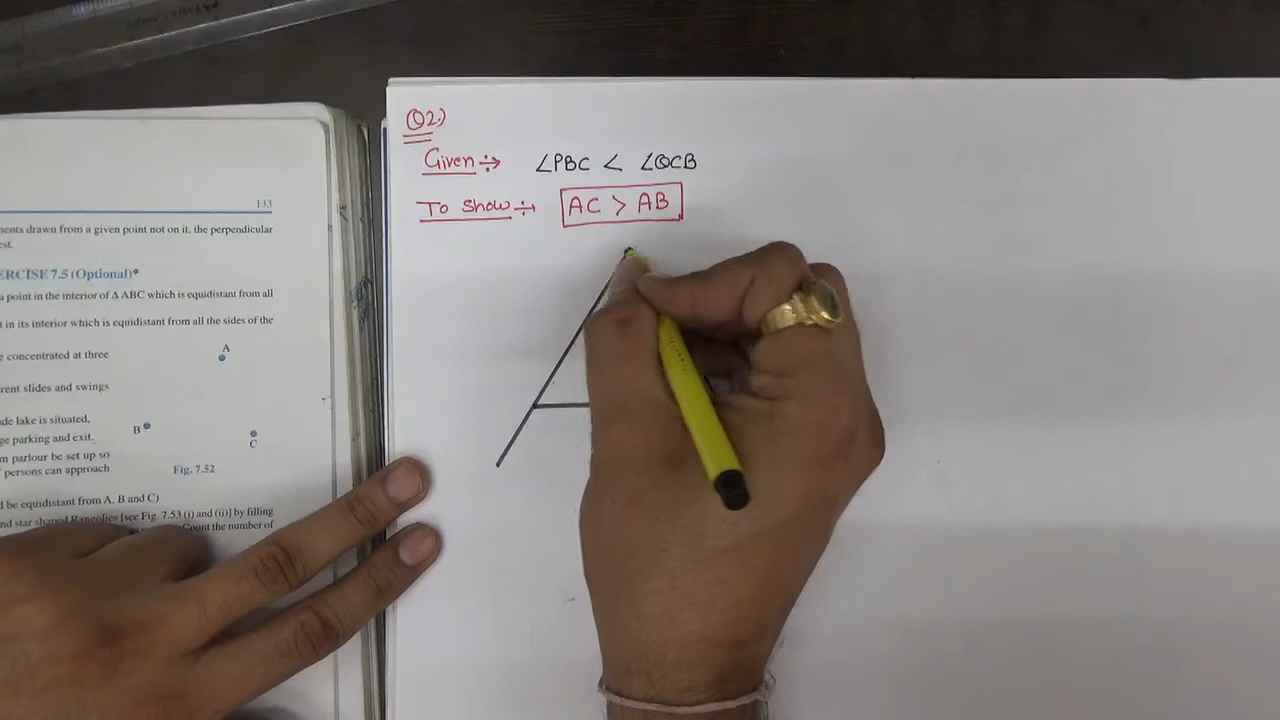 133
ents drawn from a given point not on it, the perpendicular
est.
ERCISE 7.5 (Optional)*
a point in the interior of Δ ABC which is equidistant from all
t in its interior which is equidistant from all the sides of the
e concentrated at three
A
rent slides and swings
de lake is situated,
B
ge parking and exit.
C
m parlour be set up so
persons can approach
Fig. 7.52
d be equidistant from A, B and C)
nd star shaped Rangolies [see Fig. 7.53 (i) and (ii)] by filling
Count the number of
Q2.)
Given ÷ ∠PBC < ∠QCB
To show ÷ AC > AB